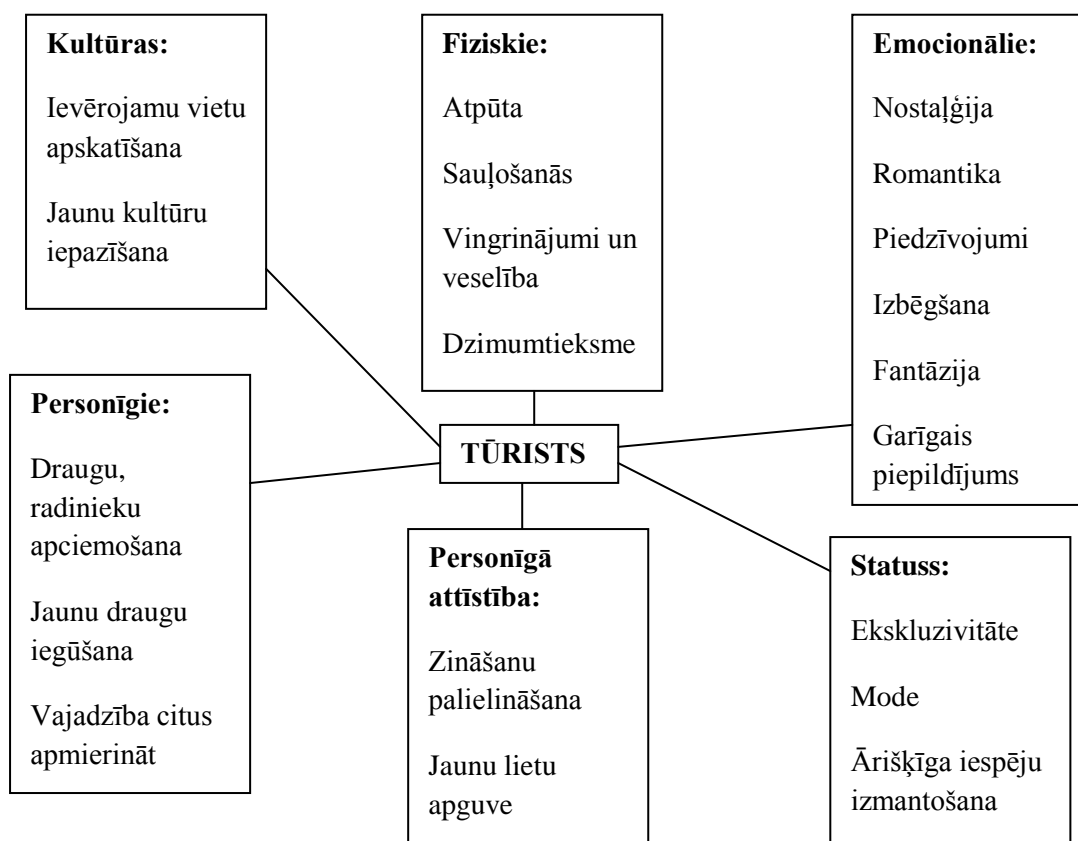 Kultūras:
Ievērojamu vietu
apskatīšana
Jaunu kultūru
iepazīšana
Fiziskie:
Atpūta
Sauļošanās
Vingrinājumi un
veselība
Dzimumtieksme
Emocionālie:
Nostaļģija
Romantika
Piedzīvojumi
Izbēgšana
Fantāzija
Garīgais
piepildījums
TŪRISTS
Personīgie:
Draugu,
radinieku
apciemošana
Jaunu draugu
iegūšana
Vajadzība citus
apmierināt
Personīgā
attīstība:
Zināšanu
palielināšana
Jaunu lietu
apguve
Statuss:
Ekskluzivitāte
Mode
Ārišķīga iespēju
izmantošana